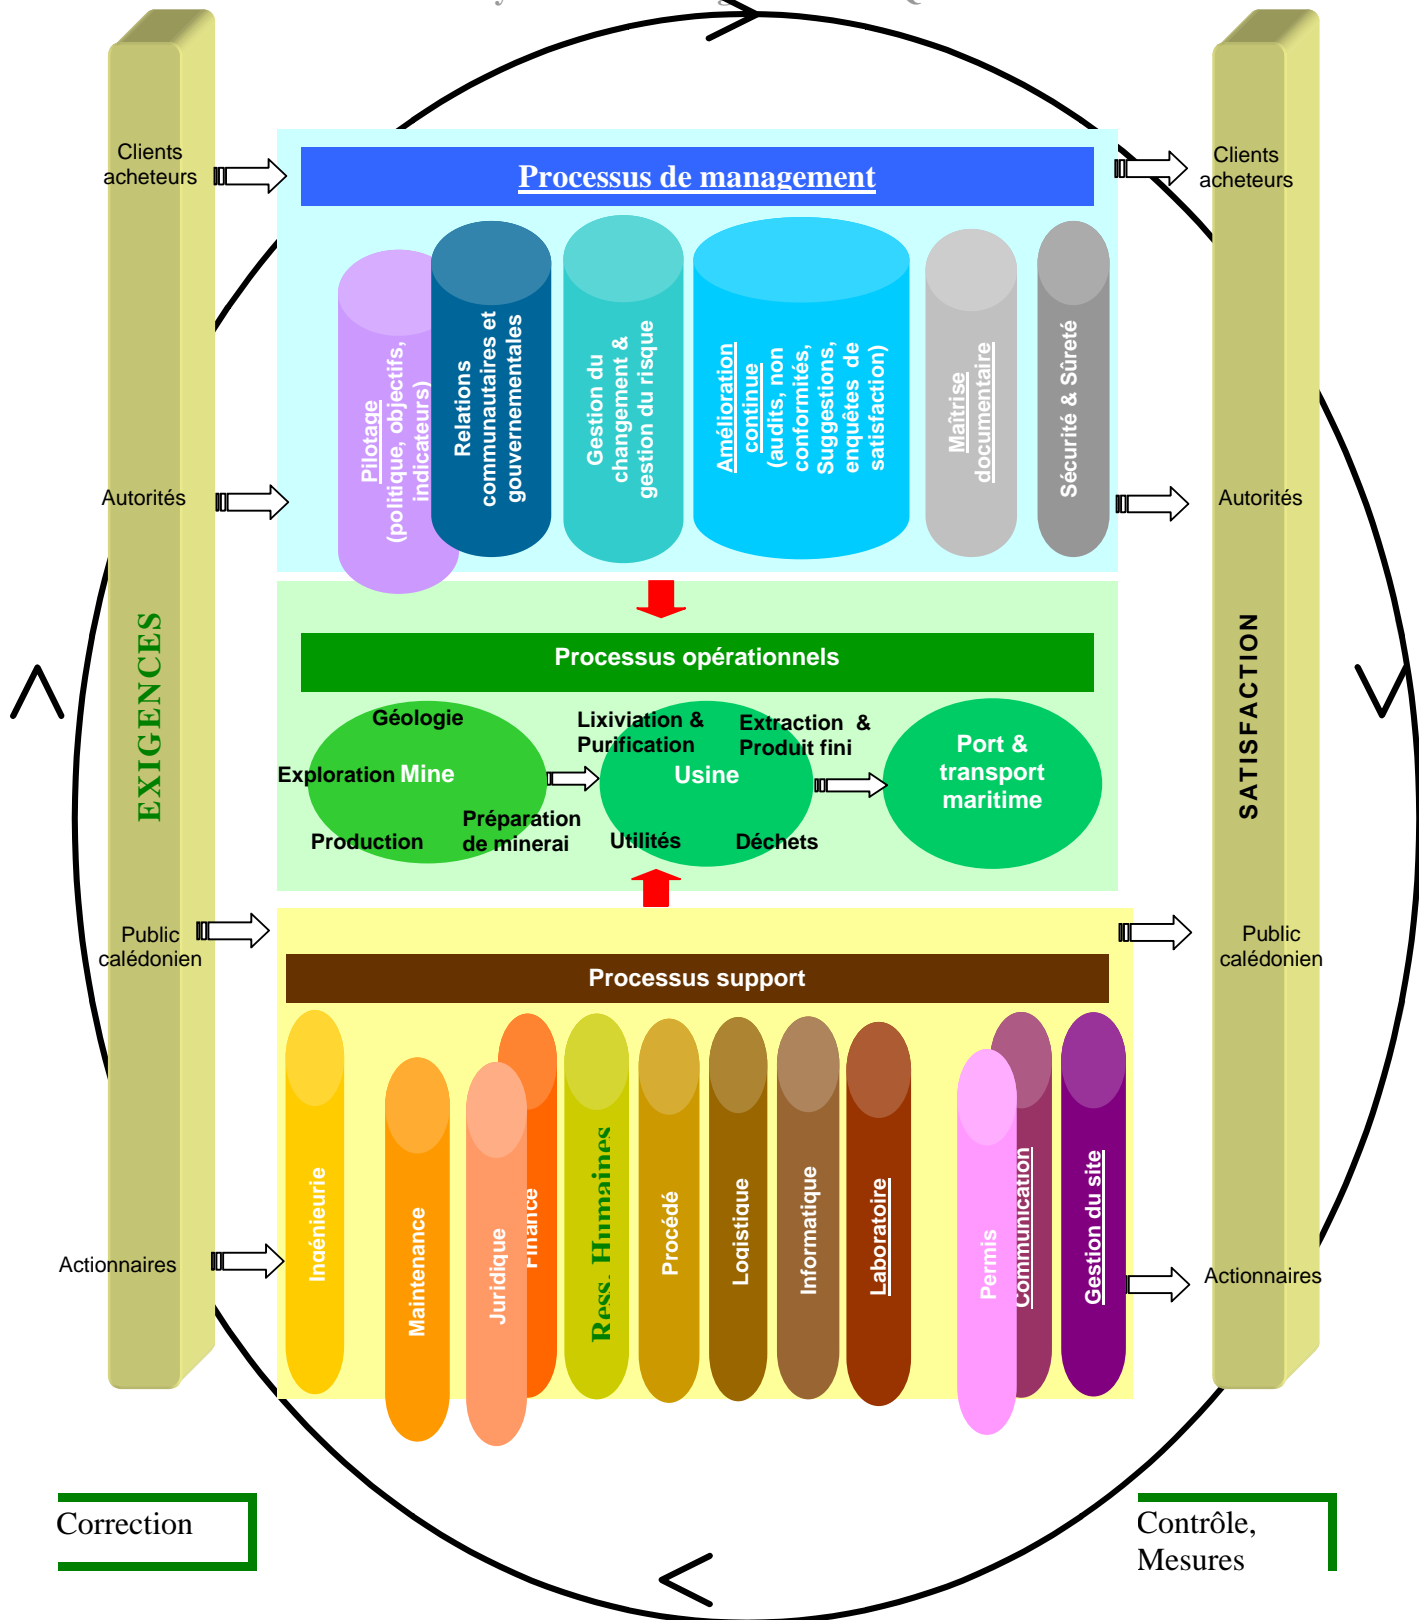 Clients
acheteurs
Autorités
EXIGENCES
Public
calédonien
Actionnaires
Processus de management
Pilotage
(politique, objectifs,
indicateurs)
Relations
communautaires et
gouvernementales
Gestion du
changement &
gestion du risque
Amélioration
continue
(audits, non
conformités,
Suggestions,
enquêtes de
satisfaction)
Maîtrise
documentaire
Sécurité & Sûreté
Processus opérationnels
Géologie
Exploration
Mine
Production
Préparation
de minerai
Lixiviation &
Purification
Usine
Utilités
Extraction &
Produit fini
Déchets
Port &
transport
maritime
Processus support
Ingénieurie
Maintenance
Juridique
Finance
Ress. Humaines
Procédé
Logistique
Informatique
Laboratoire
Permis
Communication
Gestion du site
Clients
acheteurs
Autorités
SATISFACTION
Public
calédonien
Actionnaires
Correction
Contrôle,
Mesures